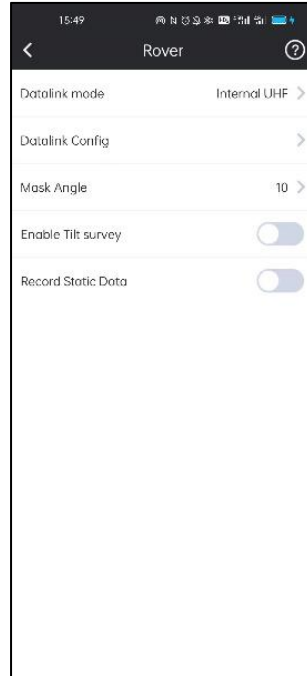 15:49
Rover
Datalink mode Internal UHF
Datalink Config
Mask Angle 10
Enable Tilt survey
Record Static Data